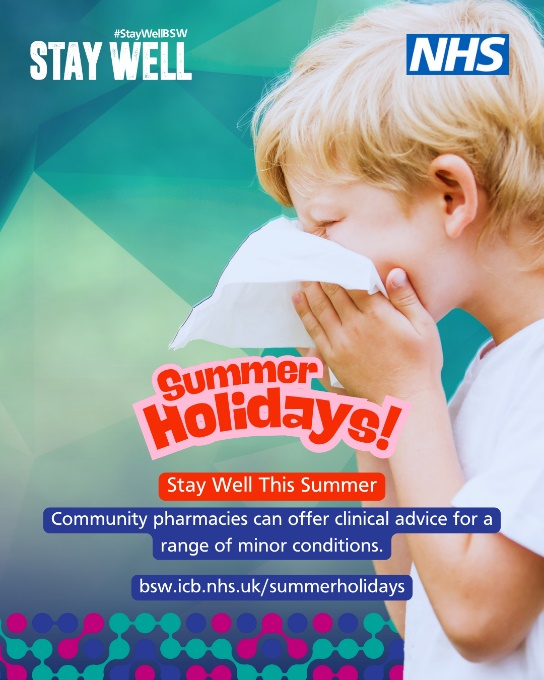 #StayWellBSW
STAY WELL
NHS
Summer
Holidays!
Stay Well This Summer
Community pharmacies can offer clinical advice for a
range of minor conditions.
bsw.icb.nhs.uk/summerholidays